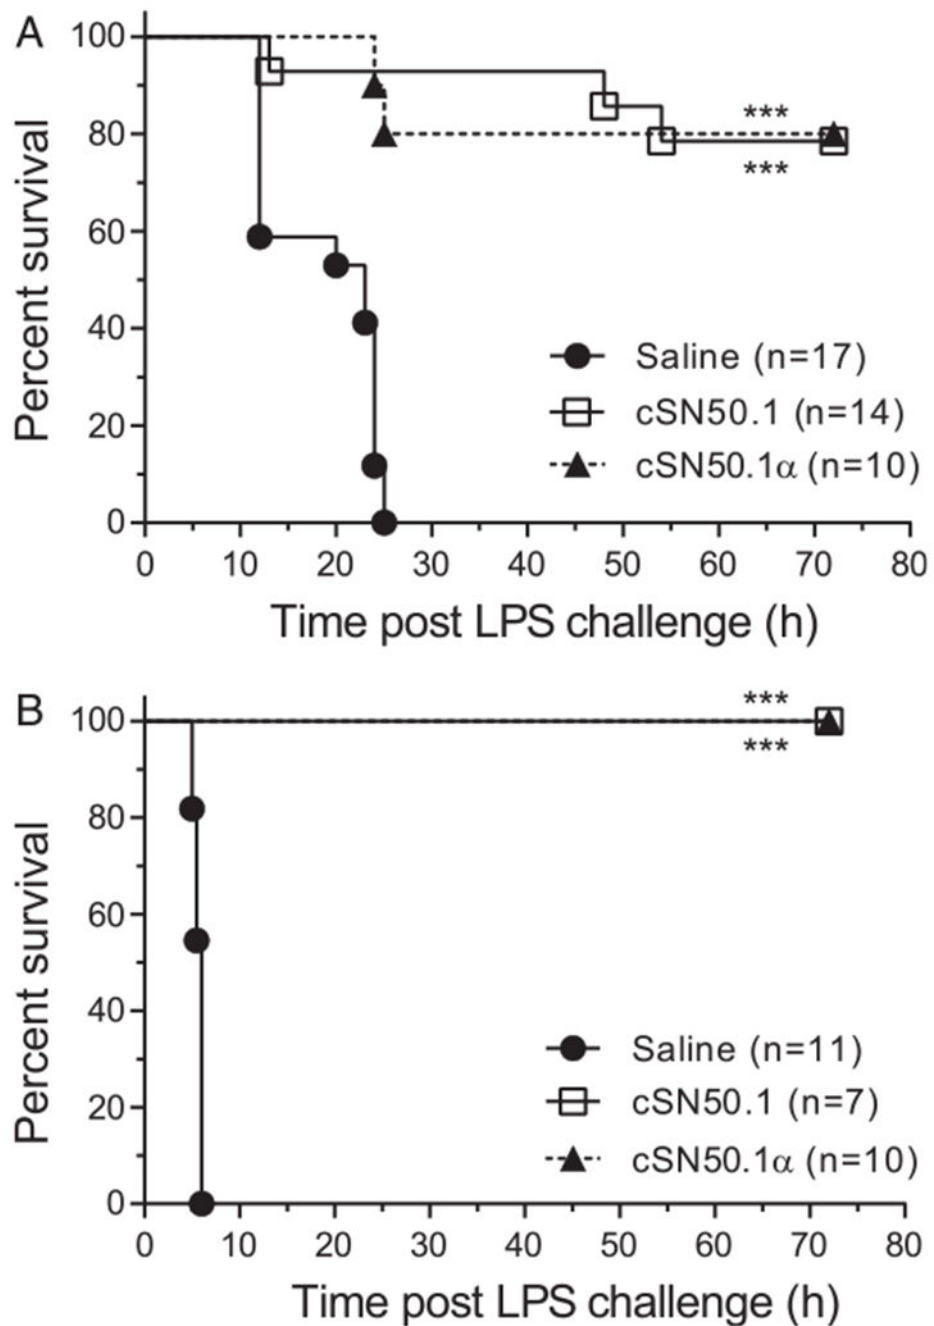 A
100
80
60
40
20
0
Percent survival
***
***
Saline (n=17)
cSN50.1 (n=14)
cSN50.1α (n=10)
0 10 20 30 40 50 60 70 80
Time post LPS challenge (h)
B
100
80
60
40
20
0
Percent survival
***
***
Saline (n=11)
cSN50.1 (n=7)
cSN50.1α (n=10)
0 10 20 30 40 50 60 70 80
Time post LPS challenge (h)